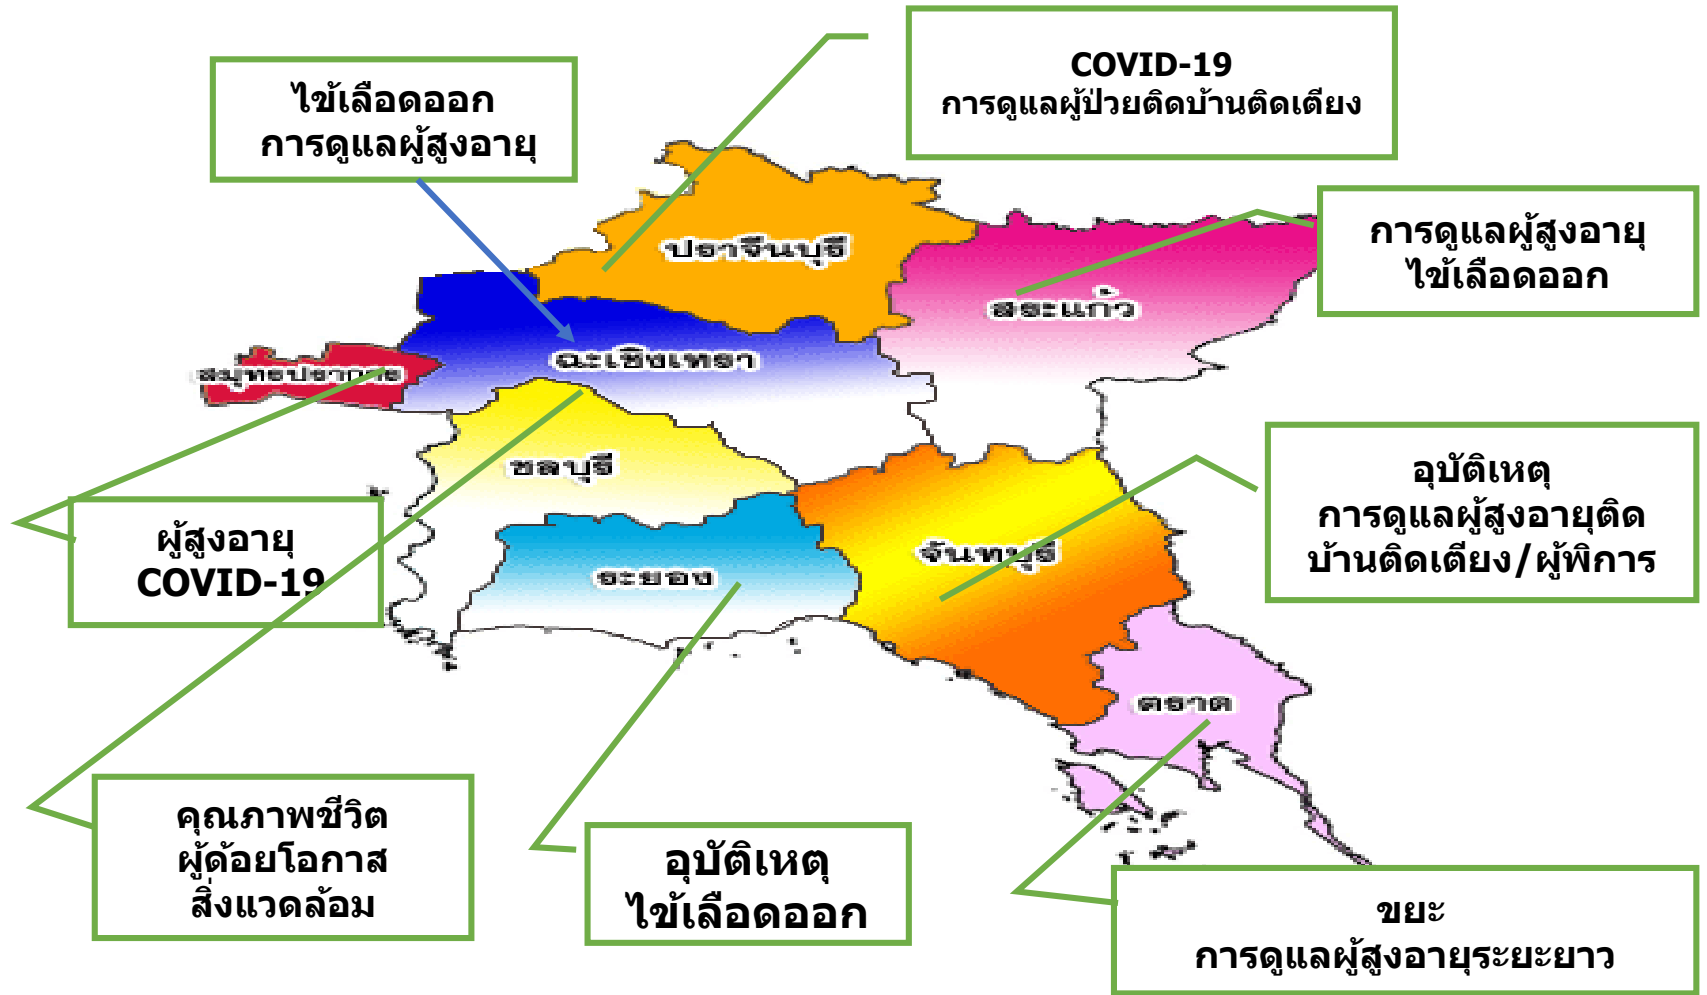 COVID-19
การดูแลผู้ป่วยติดบ้านติดเตียง
ไข้เลือดออก
การดูแลผู้สูงอายุ
การดูแลผู้สูงอายุ
ไข้เลือดออก
ปราจีนบุรี
สระแก้ว
ฉะเชิงเทรา
สมุทรปราการ
ชลบุรี
ระยอง
จันทบุรี
ตราด
อุบัติเหตุ
การดูแลผู้สูงอายุติด
บ้านติดเตียง/ผู้พิการ
ผู้สูงอายุ
COVID-19
คุณภาพชีวิต
ผู้ด้อยโอกาส
สิ่งแวดล้อม
อุบัติเหตุ
ไข้เลือดออก
ขยะ
การดูแลผู้สูงอายุระยะยาว